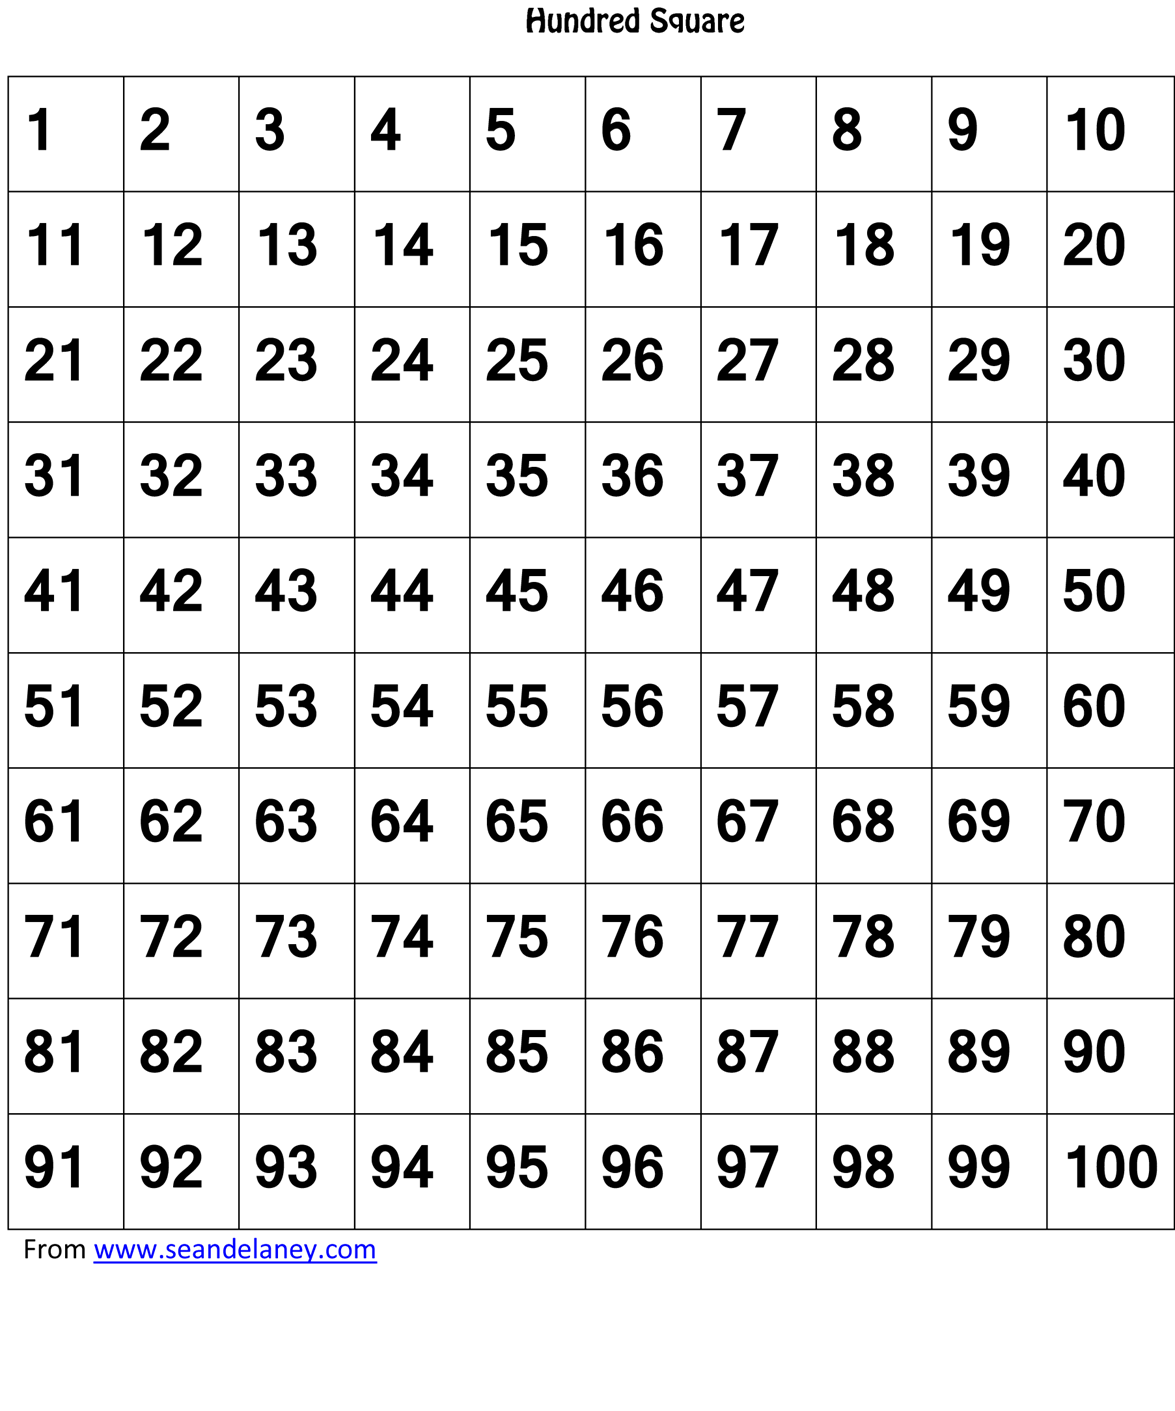 Hundred Square
1 2 3 4 5 6 7 8 9 10
11 12 13 14 15 16 17 18 19 20
21 22 23 24 25 26 27 28 29 30
31 32 33 34 35 36 37 38 39 40
41 42 43 44 45 46 47 48 49 50
51 52 53 54 55 56 57 58 59 60
61 62 63 64 65 66 67 68 69 70
71 72 73 74 75 76 77 78 79 80
81 82 83 84 85 86 87 88 89 90
91 92 93 94 95 96 97 98 99 100
From www.seandelaney.com